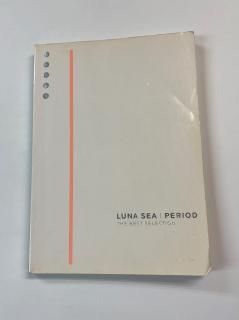 LUNA SEA | PERIOD
THE BEST SELECTION